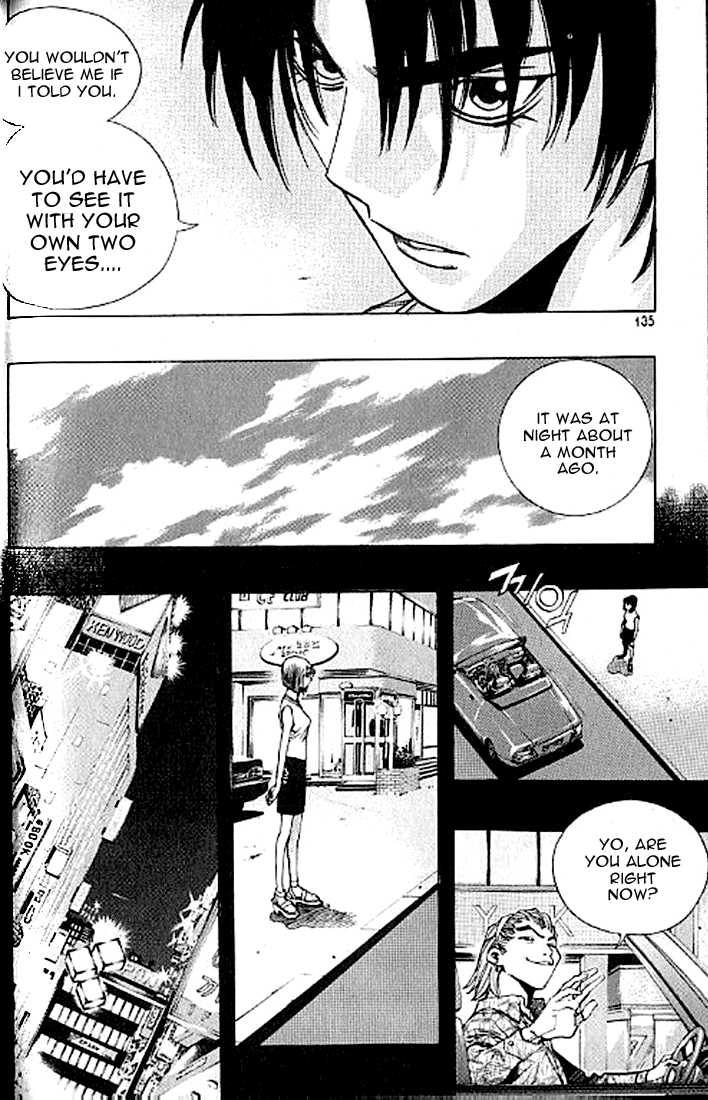 YOU WOULDN'T
BELIEVE ME IF
I TOLD YOU.
YOU'D HAVE
TO SEE IT
WITH YOUR
OWN TWO
EYES....
135
IT WAS AT
NIGHT ABOUT
A MONTH
AGO.
KENWOOD
CLUB
YO, ARE
YOU ALONE
RIGHT
NOW?